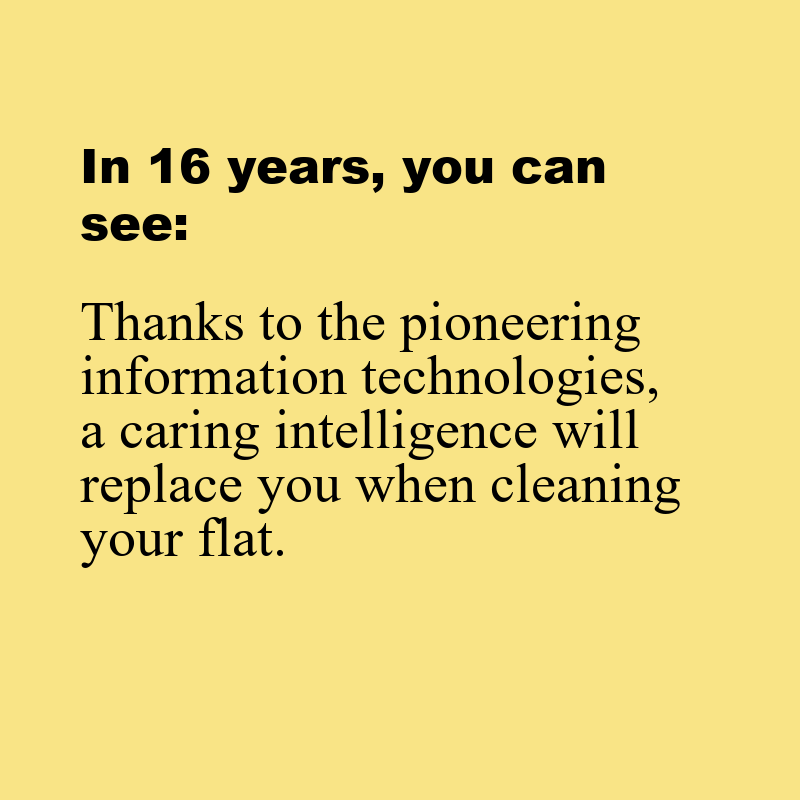 In 16 years, you can
see:
Thanks to the pioneering
information technologies,
a caring intelligence will
replace you when cleaning
your flat.